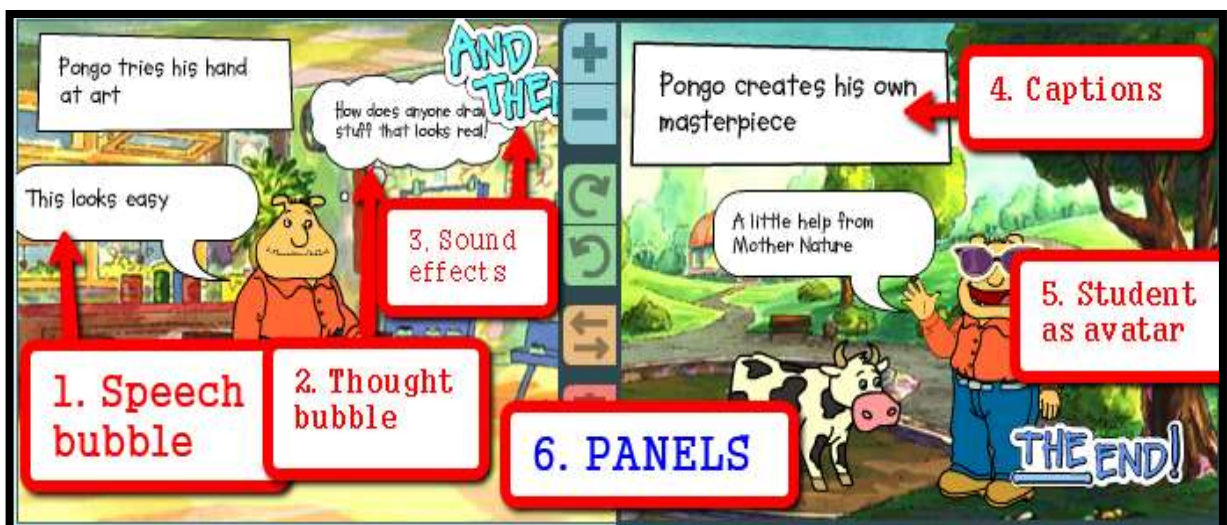 Pongo tries his hand
at art
AND
How does anyone
stuff that looks real!
This looks easy
3. Sound
effects
1. Speech
bubble
2. Thought
bubble
6. PANELS
Pongo creates his own
masterpiece
4. Captions
A little help from
Mother Nature
5. Student
as avatar
THE END!